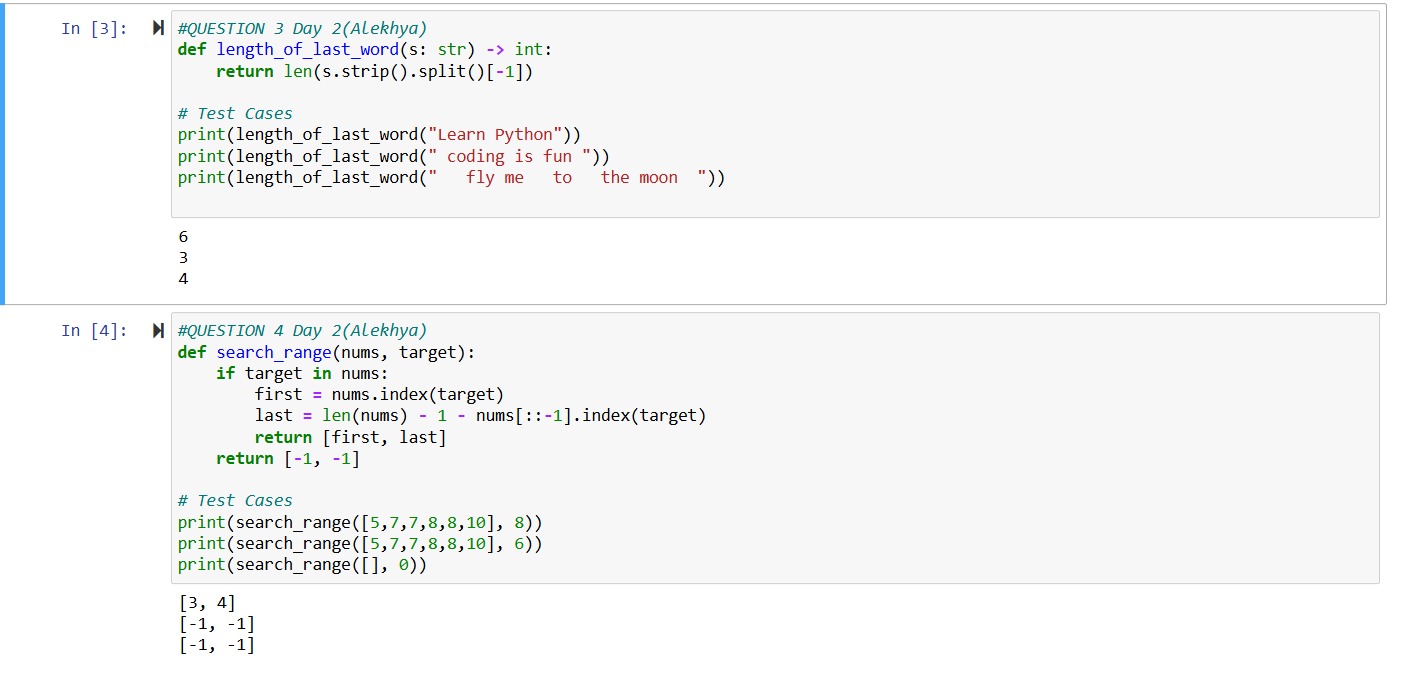 In [3]:
#QUESTION 3 Day 2(Alekhya)
def length_of_last_word(s: str) -> int:
    return len(s.strip().split()[-1])

# Test Cases
print(length_of_last_word("Learn Python"))
print(length_of_last_word(" coding is fun "))
print(length_of_last_word("   fly me   to   the moon  "))
6
3
4
In [4]:
#QUESTION 4 Day 2(Alekhya)
def search_range(nums, target):
    if target in nums:
        first = nums.index(target)
        last = len(nums) - 1 - nums[::-1].index(target)
        return [first, last]
    return [-1, -1]

# Test Cases
print(search_range([5,7,7,8,8,10], 8))
print(search_range([5,7,7,8,8,10], 6))
print(search_range([], 0))
[3, 4]
[-1, -1]
[-1, -1]